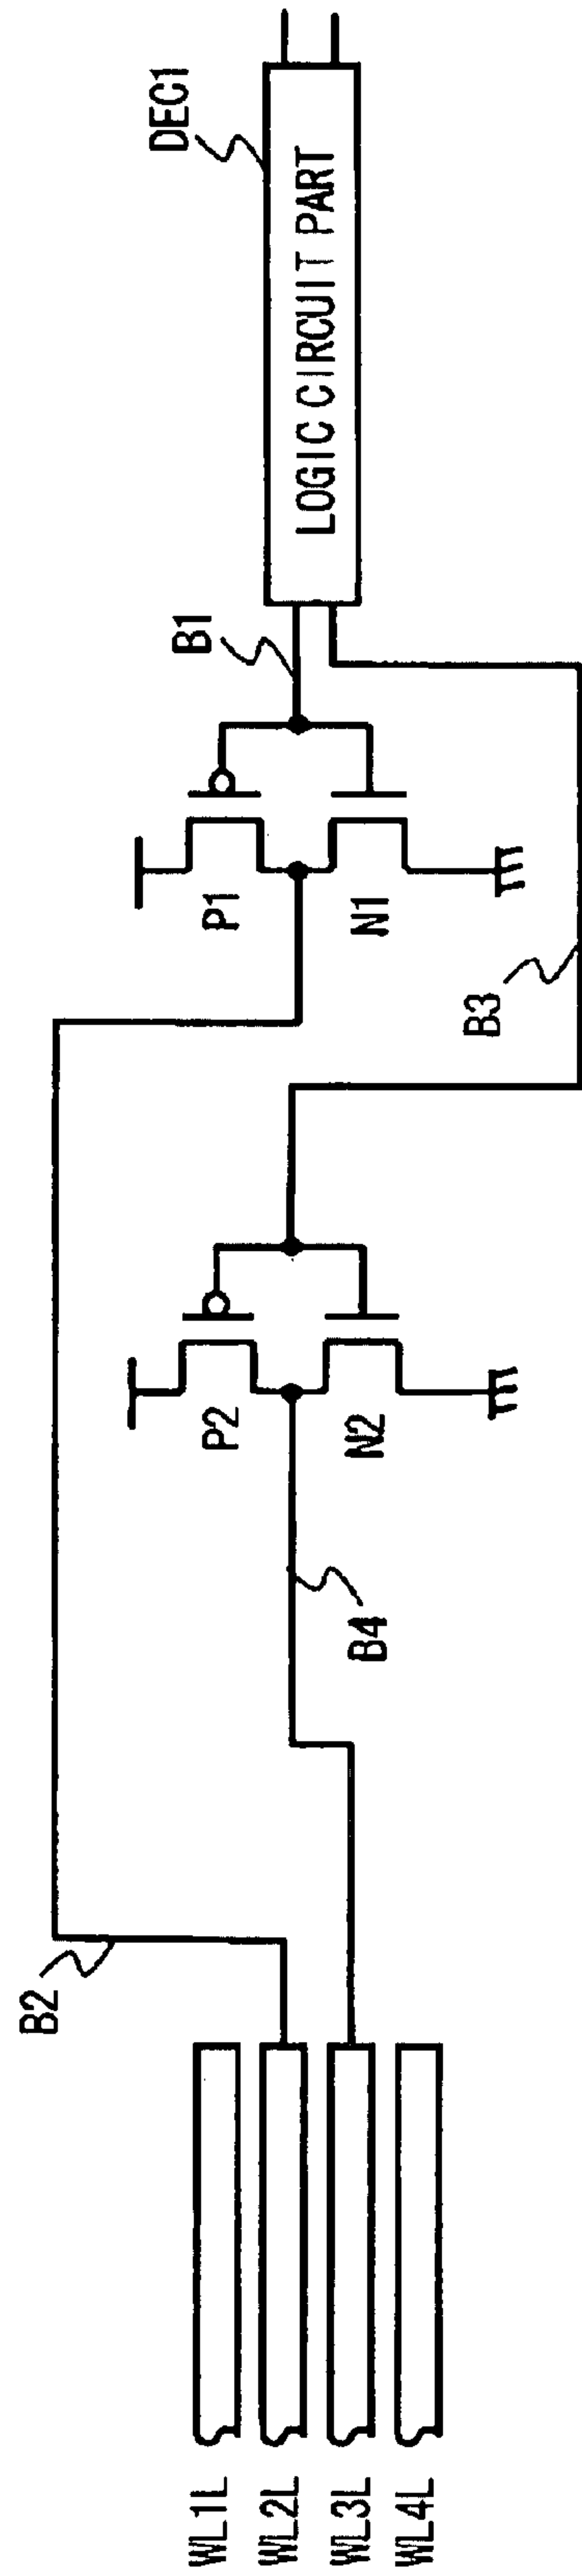 DEC1
LOGIC CIRCUIT PART
B1
P1
N1
B3
P2
N2
B4
B2
WL1L
WL2L
WL3L
WL4L